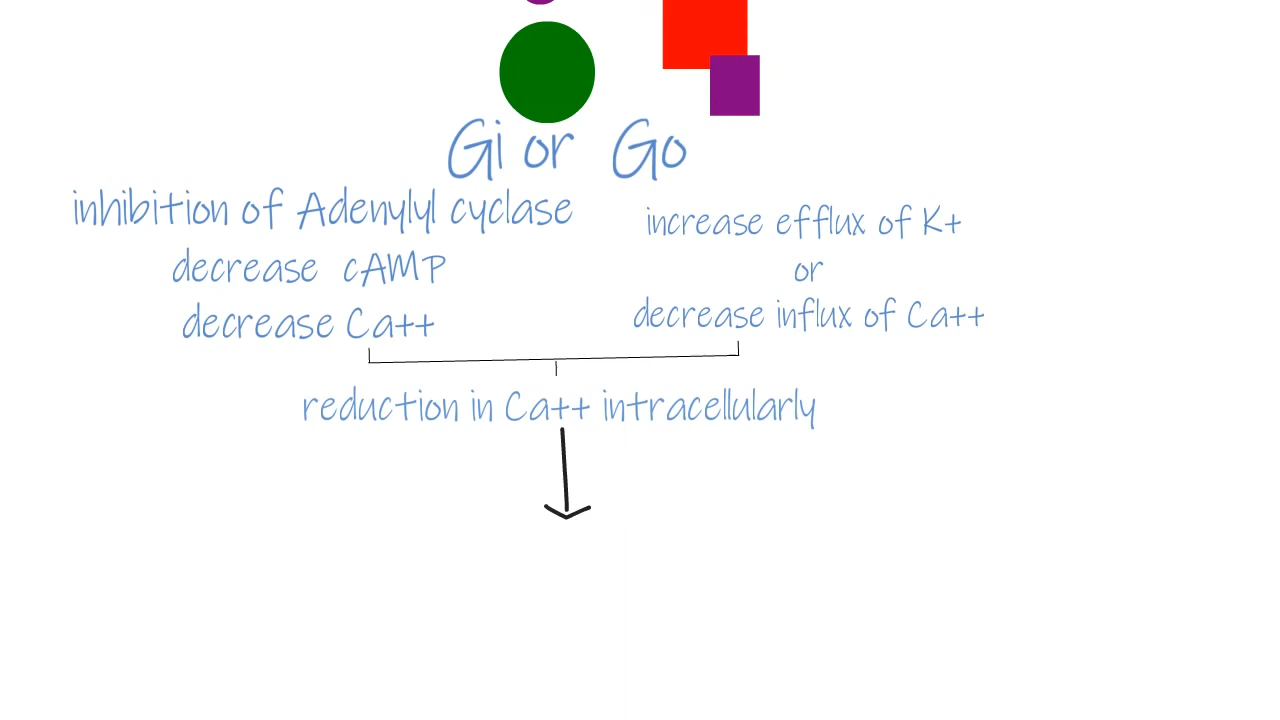 Gi or Go
inhibition of Adenylyl cyclase
decrease cAMP
decrease Ca++
increase efflux of K+
or
decrease influx of Ca++
reduction in Ca++ intracellularly